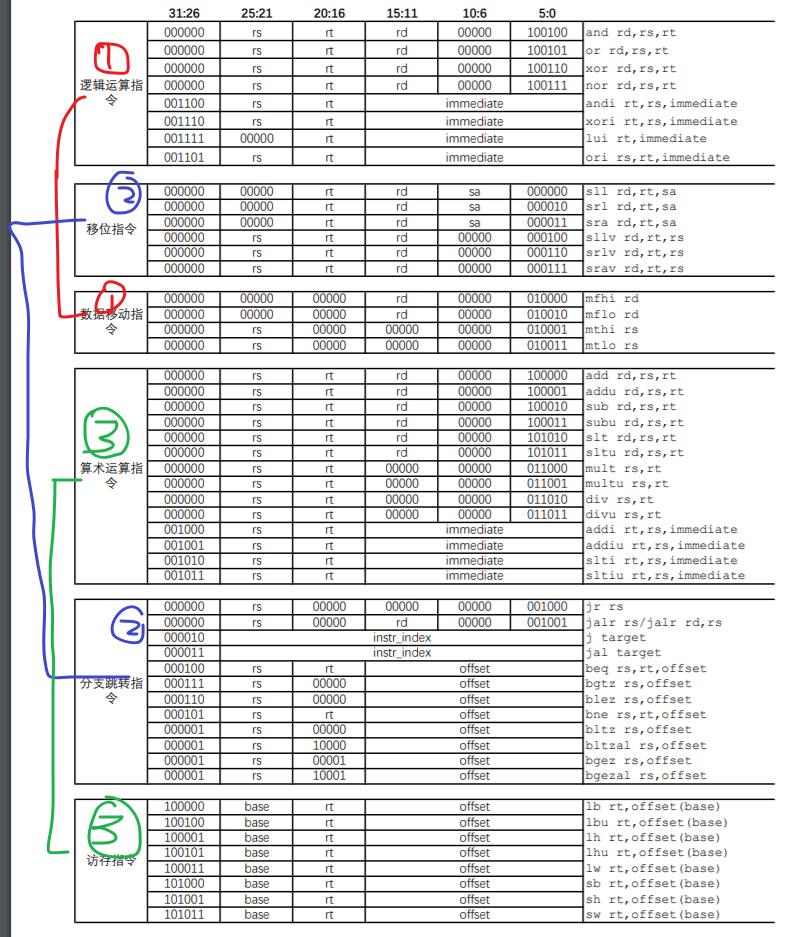 31:26 25:21 20:16 15:11 10:6 5:0
1
逻辑运算指令
000000 rs rt rd 00000 100100 and rd,rs,rt
000000 rs rt rd 00000 100101 or rd,rs,rt
000000 rs rt rd 00000 100110 xor rd,rs,rt
000000 rs rt rd 00000 100111 nor rd,rs,rt
001100 rs rt immediate andi rt,rs,immediate
001110 rs rt immediate xori rt,rs,immediate
001111 00000 rt immediate lui rt,immediate
001101 rs rt immediate ori rs,rt,immediate
2
移位指令
000000 00000 rt rd sa 000000 sll rd,rt,sa
000000 00000 rt rd sa 000010 srl rd,rt,sa
000000 00000 rt rd sa 000011 sra rd,rt,sa
000000 rs rt rd 00000 000100 sllv rd,rt,rs
000000 rs rt rd 00000 000110 srlv rd,rt,rs
000000 rs rt rd 00000 000111 srav rd,rt,rs
1
数据移动指令
000000 00000 00000 rd 00000 010000 mfhi rd
000000 00000 00000 rd 00000 010010 mflo rd
000000 rs 00000 00000 00000 010001 mthi rs
000000 rs 00000 00000 00000 010011 mtlo rs
3
算术运算指令
000000 rs rt rd 00000 100000 add rd,rs,rt
000000 rs rt rd 00000 100001 addu rd,rs,rt
000000 rs rt rd 00000 100010 sub rd,rs,rt
000000 rs rt rd 00000 100011 subu rd,rs,rt
000000 rs rt rd 00000 101010 slt rd,rs,rt
000000 rs rt rd 00000 101011 sltu rd,rs,rt
000000 rs rt 00000 00000 011000 mult rs,rt
000000 rs rt 00000 00000 011001 multu rs,rt
000000 rs rt 00000 00000 011010 div rs,rt
000000 rs rt 00000 00000 011011 divu rs,rt
001000 rs rt immediate addi rt,rs,immediate
001001 rs rt immediate addiu rt,rs,immediate
001010 rs rt immediate slti rt,rs,immediate
001011 rs rt immediate sltiu rt,rs,immediate
2
分支跳转指令
000000 rs 00000 00000 00000 001000 jr rs
000000 rs 00000 rd 00000 001001 jalr rs/jalr rd,rs
000010 instr_index j target
000011 instr_index jal target
000100 rs rt offset beq rs,rt,offset
000111 rs 00000 offset bgtz rs,offset
000110 rs 00000 offset blez rs,offset
000101 rs rt offset bne rs,rt,offset
000001 rs 00000 offset bltz rs,offset
000001 rs 10000 offset bltzal rs,offset
000001 rs 00001 offset bgez rs,offset
000001 rs 10001 offset bgezal rs,offset
3
访存指令
100000 base rt offset lb rt,offset(base)
100100 base rt offset lbu rt,offset(base)
100001 base rt offset lh rt,offset(base)
100101 base rt offset lhu rt,offset(base)
100011 base rt offset lw rt,offset(base)
101000 base rt offset sb rt,offset(base)
101001 base rt offset sh rt,offset(base)
101011 base rt offset sw rt,offset(base)